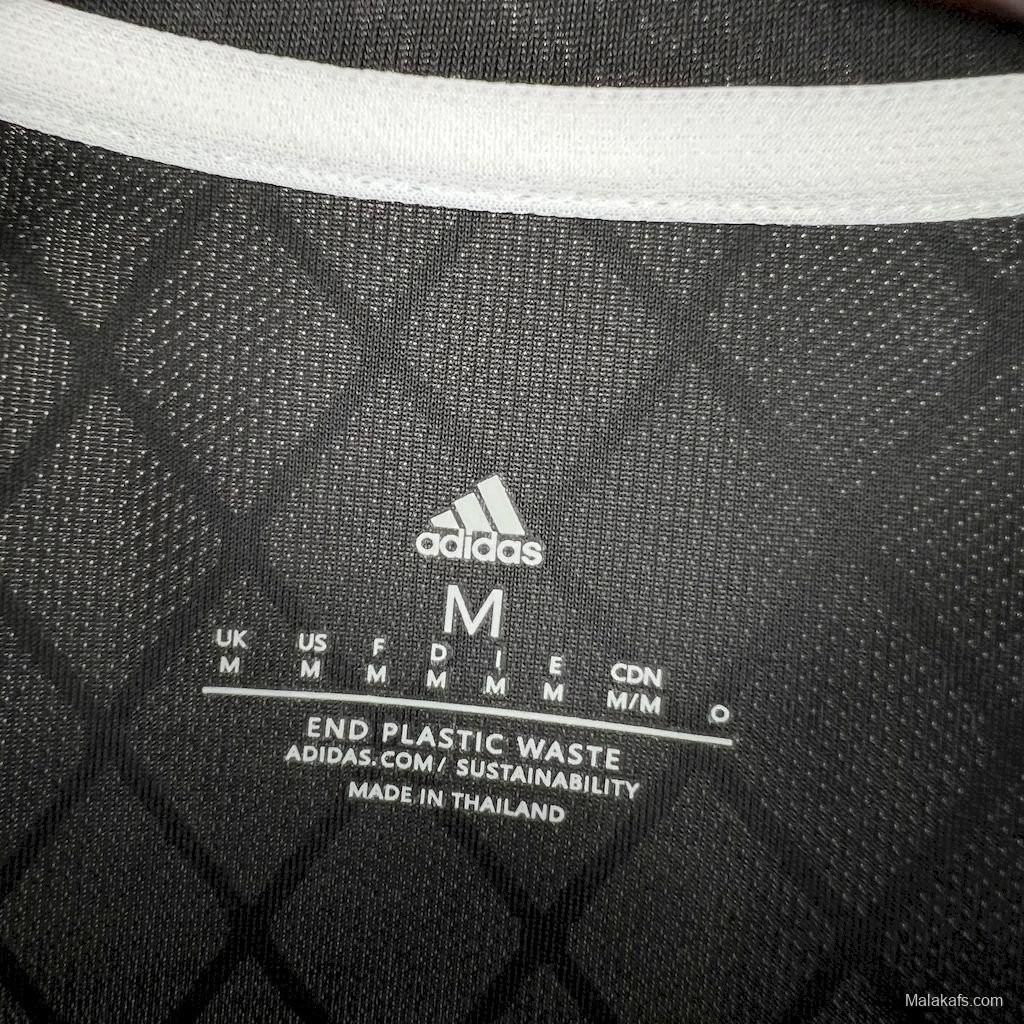 adidas
M
UK US F D I E CDN
M M M M M M M/M O
END PLASTIC WASTE
ADIDAS.COM/ SUSTAINABILITY
MADE IN THAILAND
Malakafs.com